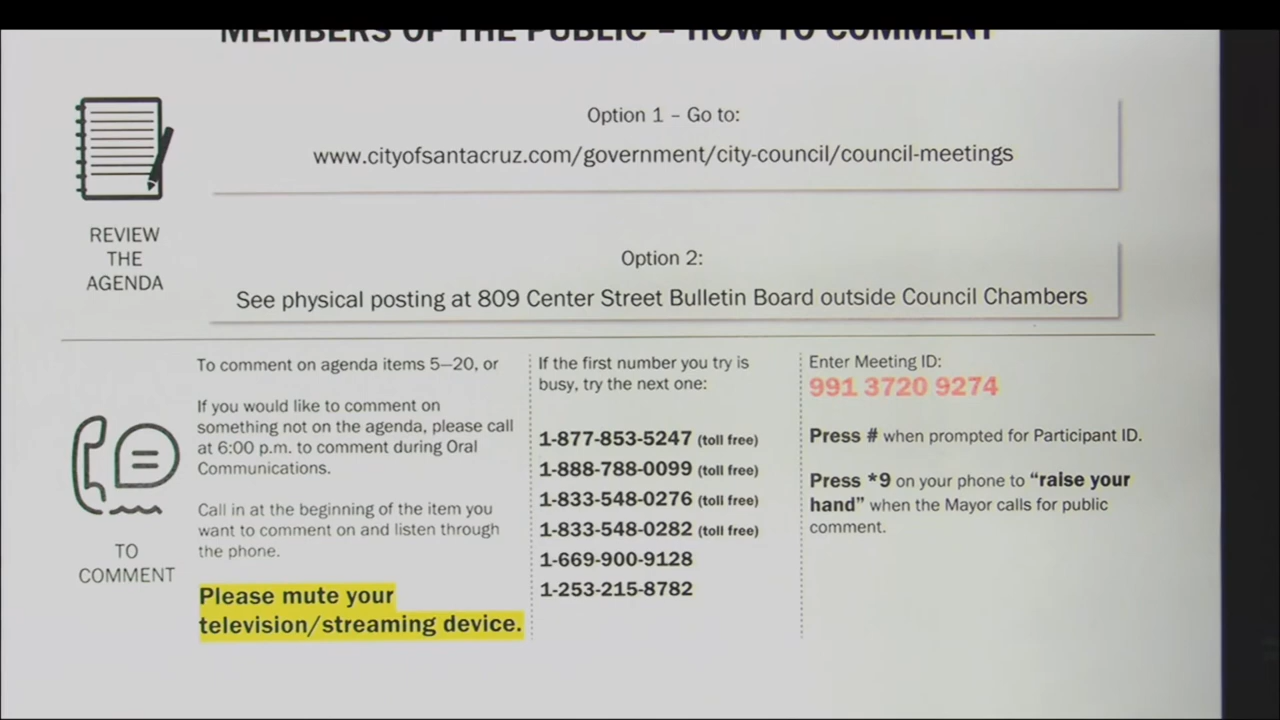 MEMBERS OF THE PUBLIC – HOW TO COMMENT
Option 1 – Go to:
www.cityofsantacruz.com/government/city-council/council-meetings
REVIEW
THE
AGENDA
Option 2:
See physical posting at 809 Center Street Bulletin Board outside Council Chambers
To comment on agenda items 5–20, or
If you would like to comment on
something not on the agenda, please call
at 6:00 p.m. to comment during Oral
Communications.
Call in at the beginning of the item you
want to comment on and listen through
the phone.
Please mute your
television/streaming device.
TO
COMMENT
If the first number you try is
busy, try the next one:
1-877-853-5247 (toll free)
1-888-788-0099 (toll free)
1-833-548-0276 (toll free)
1-833-548-0282 (toll free)
1-669-900-9128
1-253-215-8782
Enter Meeting ID:
991 3720 9274
Press # when prompted for Participant ID.
Press *9 on your phone to “raise your
hand” when the Mayor calls for public
comment.